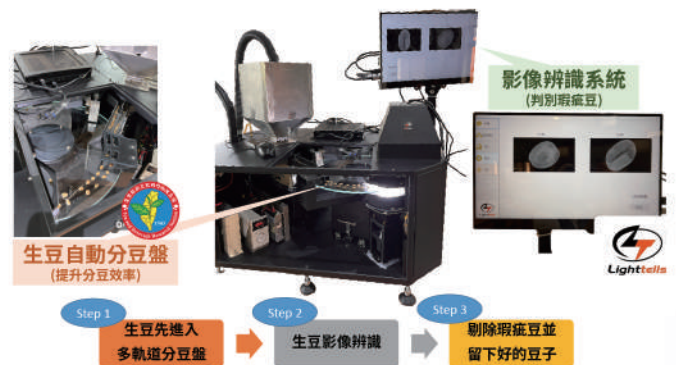 影像辨識系統
(判別瑕疵豆)
生豆自動分豆盤
(提升分豆效率)
Lighttells
Step 1
生豆先進入
多軌道分豆盤
Step 2
生豆影像辨識
Step 3
剔除瑕疵豆並
留下好的豆子